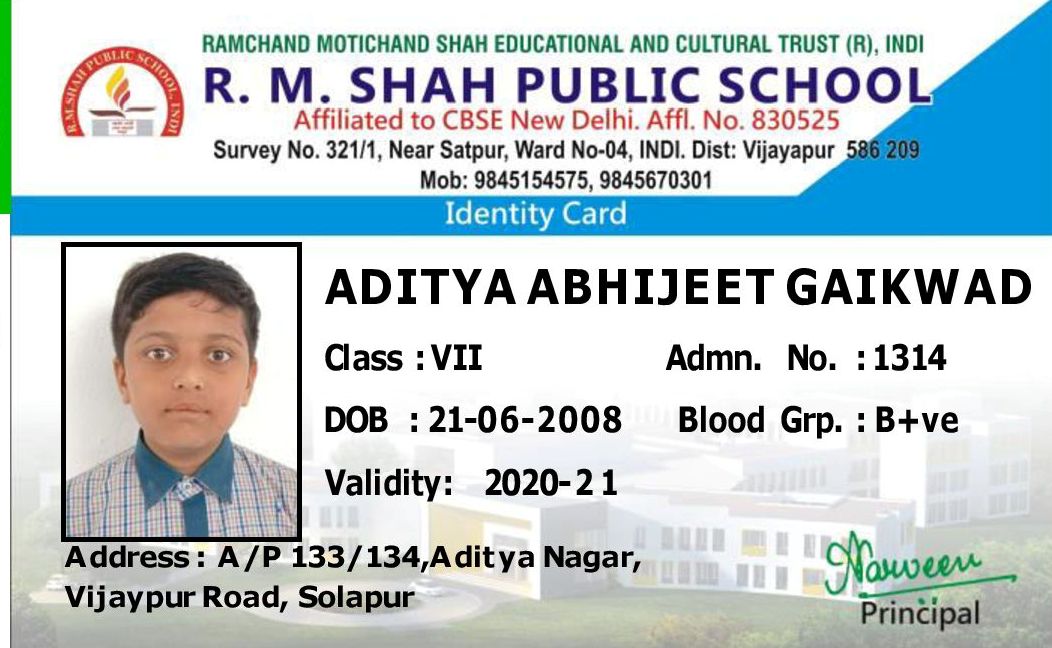 RAMCHAND MOTICHAND SHAH EDUCATIONAL AND CULTURAL TRUST (R), INDI
R. M. SHAH PUBLIC SCHOOL
R.M.SHAH PUBLIC SCHOOL, INDI
Affiliated to CBSE New Delhi. Affl. No. 830525
Survey No. 321/1, Near Satpur, Ward No-04, INDI. Dist: Vijayapur 586 209
Mob: 9845154575, 9845670301
Identity Card
ADITYA ABHIJEET GAIKWAD
Class : VII Admn. No. : 1314
DOB : 21-06-2008 Blood Grp. : B+ve
Validity: 2020-21
Address : A/P 133/134,Aditya Nagar,
Vijaypur Road, Solapur
Narveen
Principal